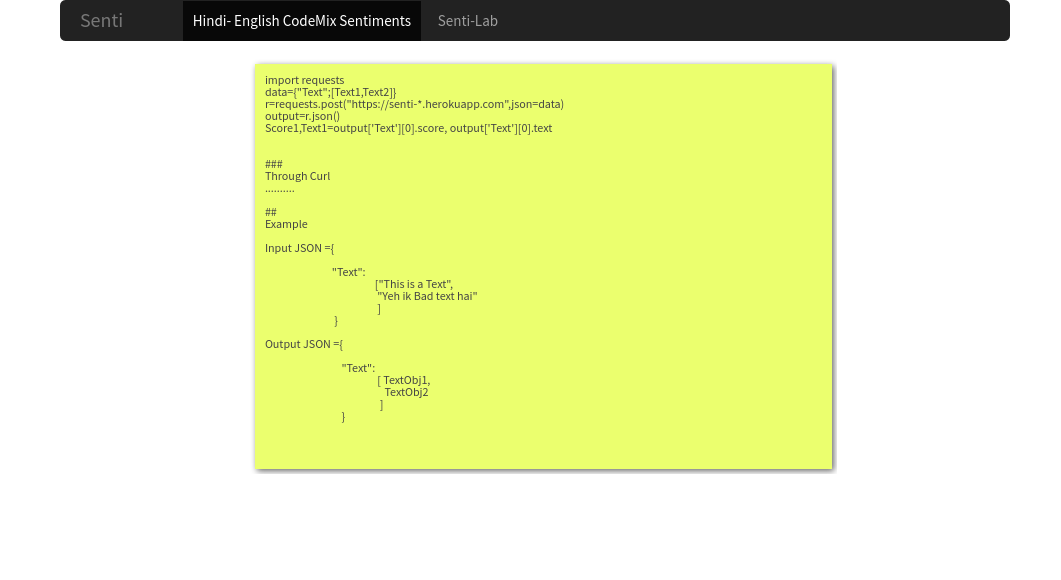 Senti Hindi- English CodeMix Sentiments Senti-Lab
import requests
data={"Text";[Text1,Text2]}
r=requests.post("https://senti-*.herokuapp.com",json=data)
output=r.json()
Score1,Text1=output['Text'][0].score, output['Text'][0].text
###
Through Curl
..........
##
Example
Input JSON ={
"Text":
["This is a Text",
"Yeh ik Bad text hai"
]
}
Output JSON ={
"Text":
[ TextObj1,
TextObj2
]
}